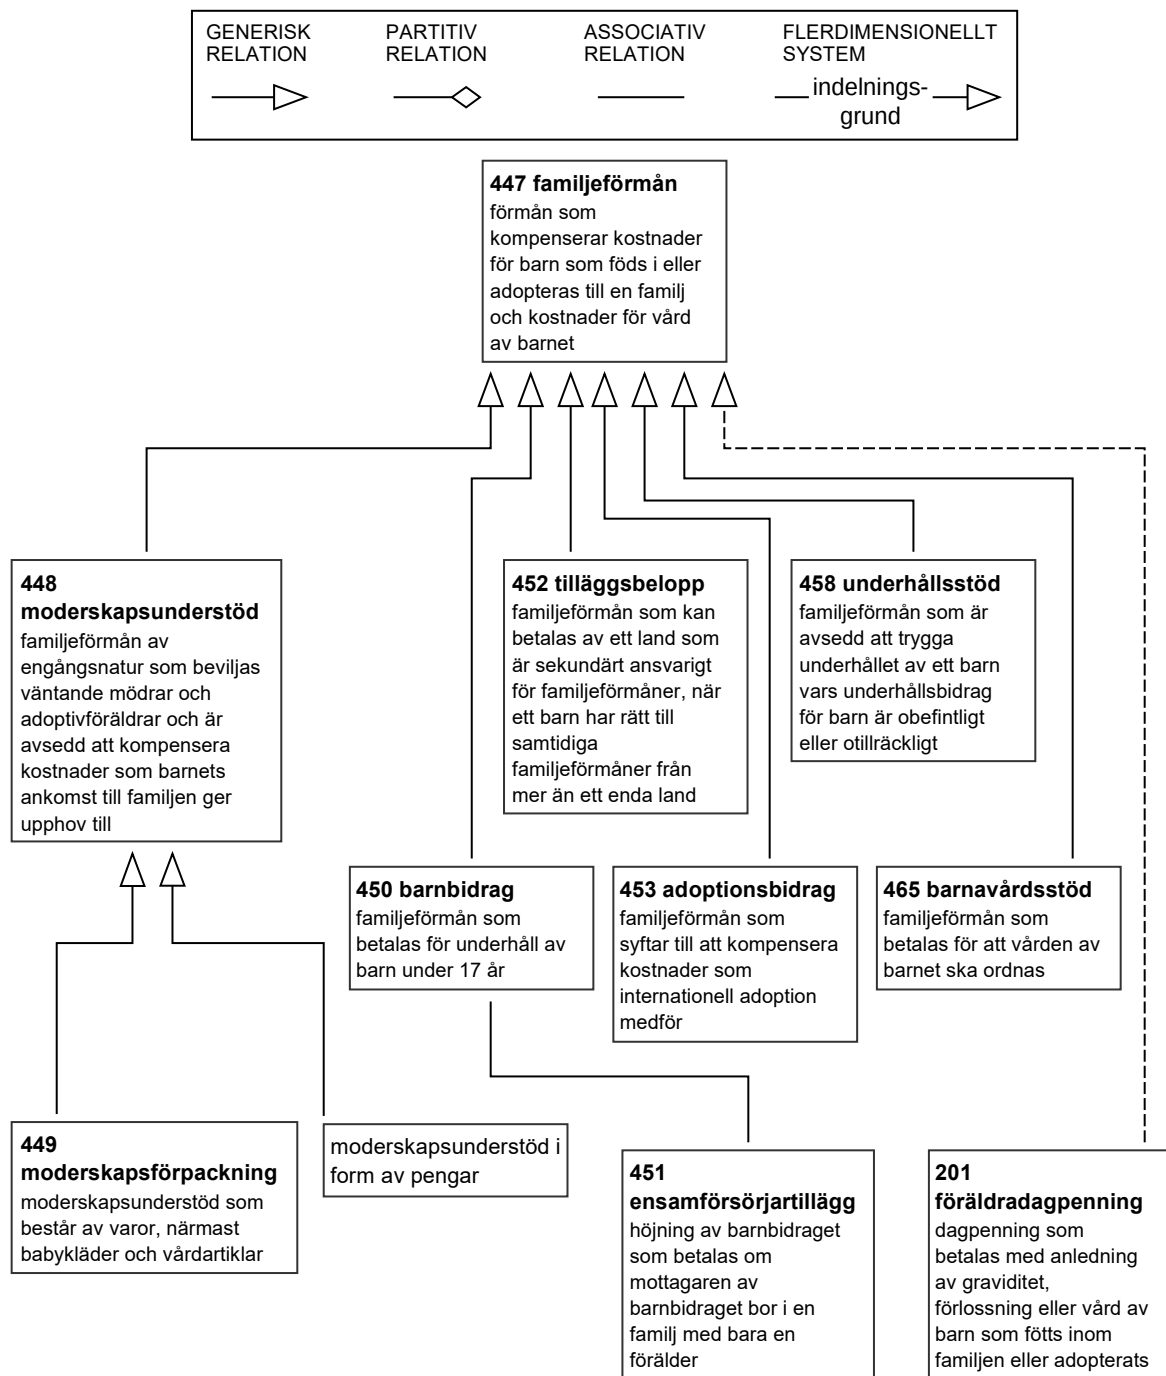 GENERISK
RELATION
PARTITIV
RELATION
ASSOCIATIV
RELATION
FLERDIMENSIONELLT
SYSTEM
indelnings-
grund
447 familjeförmån
förmån som
kompenserar kostnader
för barn som föds i eller
adopteras till en familj
och kostnader för vård
av barnet
448
moderskapsunderstöd
familjeförmån av
engångsnatur som beviljas
väntande mödrar och
adoptivföräldrar och är
avsedd att kompensera
kostnader som barnets
ankomst till familjen ger
upphov till
452 tilläggsbelopp
familjeförmån som kan
betalas av ett land som
är sekundärt ansvarigt
för familjeförmåner, när
ett barn har rätt till
samtidiga
familjeförmåner från
mer än ett enda land
458 underhållsstöd
familjeförmån som är
avsedd att trygga
underhållet av ett barn
vars underhållsbidrag
för barn är obefintligt
eller otillräckligt
450 barnbidrag
familjeförmån som
betalas för underhåll av
barn under 17 år
453 adoptionsbidrag
familjeförmån som
syftar till att kompensera
kostnader som
internationell adoption
medför
465 barnavårdsstöd
familjeförmån som
betalas för att vården av
barnet ska ordnas
449
moderskapsförpackning
moderskapsunderstöd som
består av varor, närmast
babykläder och vårdartiklar
moderskapsunderstöd i
form av pengar
451
ensamförsörjartillägg
höjning av barnbidraget
som betalas om
mottagaren av
barnbidraget bor i en
familj med bara en
förälder
201
föräldradagpenning
dagpenning som
betalas med anledning
av graviditet,
förlossning eller vård av
barn som fötts inom
familjen eller adopterats